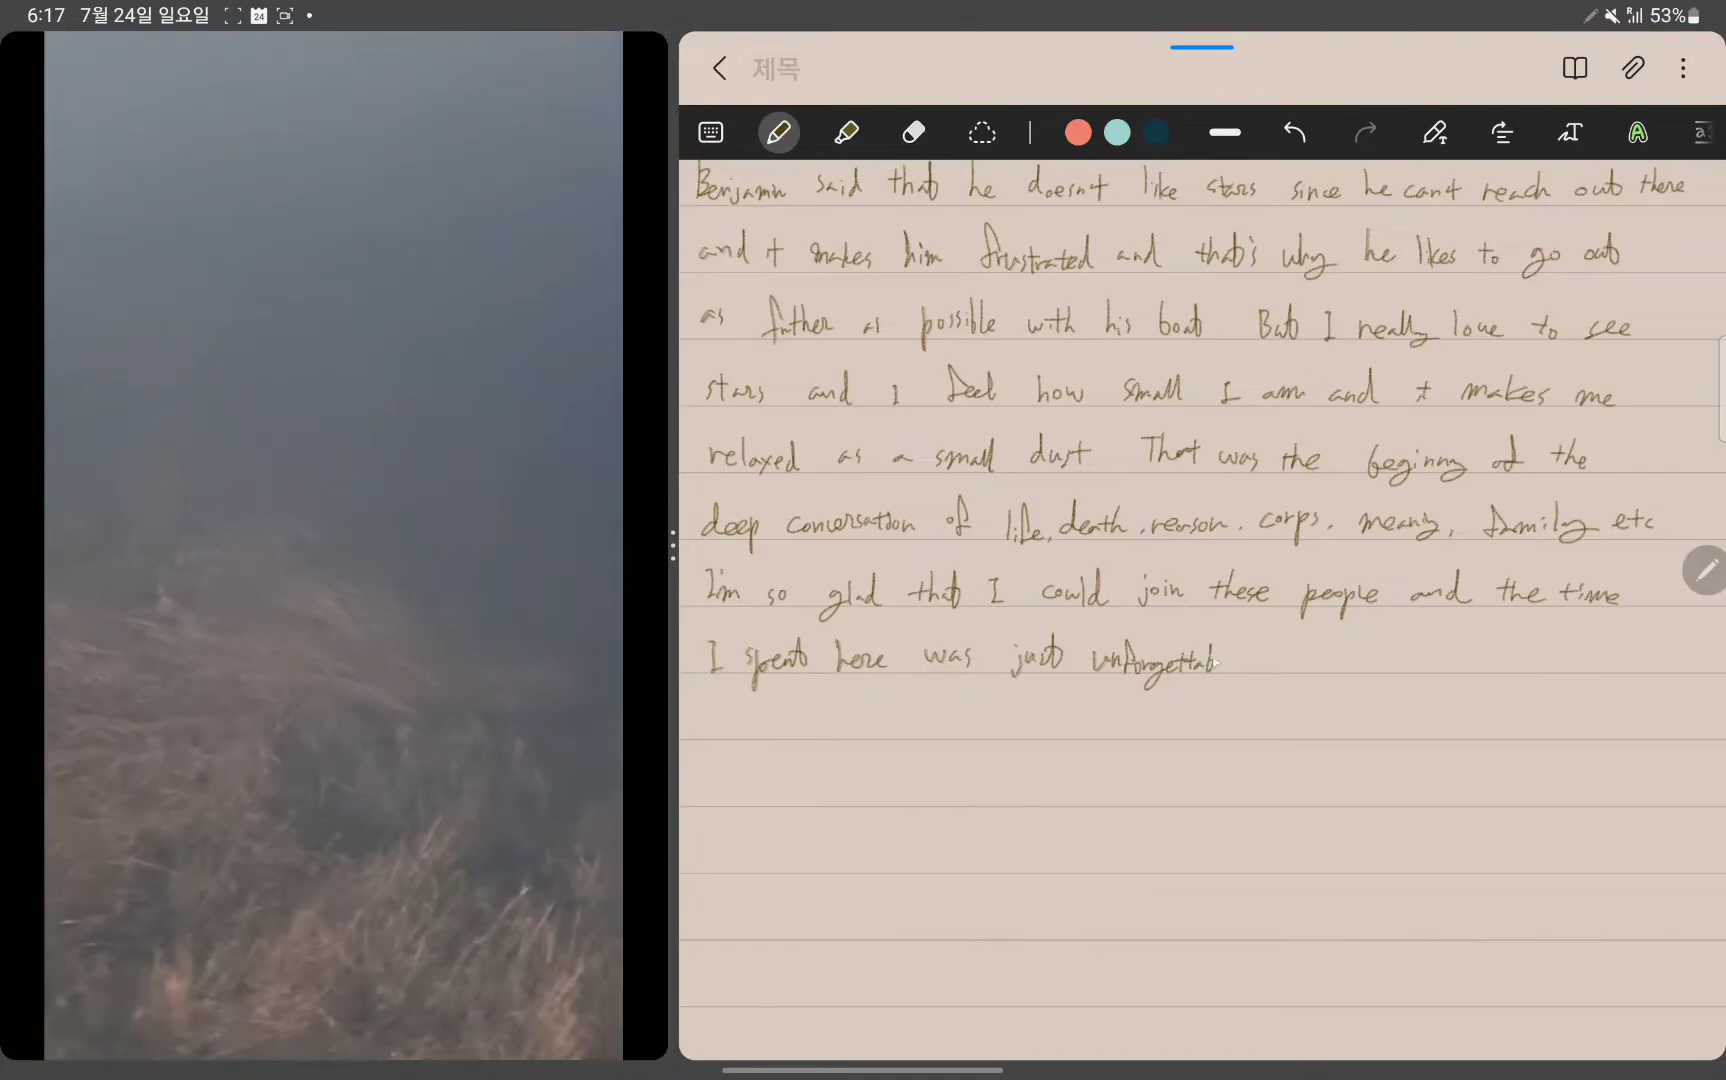 6:17 7월 24일 일요일 24 53%
제목
Benjamin said that he doesn't like stars since he can't reach out there
and it makes him frustrated and that's why he likes to go out
as futher as possible with his boat But I really love to see
stars and I feel how small I am and it makes me
relaxed as a small dust. That was the beginny of the
deep conversation of life, death, reason, corps, meany, family etc
I'm so glad that I could join these people and the time
I spent here was just unforgettab